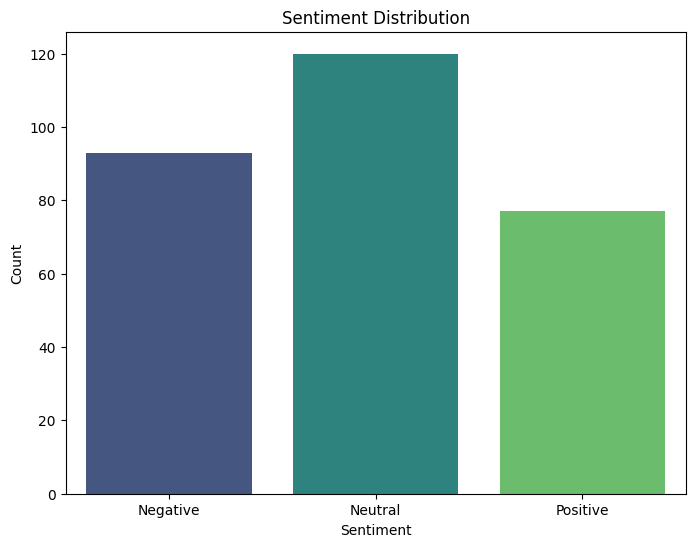 Sentiment Distribution
120
100
80
60
40
20
0
Count
Negative
Neutral
Positive
Sentiment